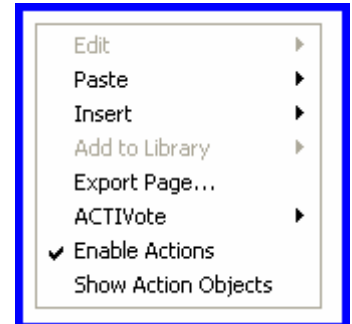 Edit
Paste
Insert
Add to Library
Export Page...
ACTIVote
Enable Actions
Show Action Objects